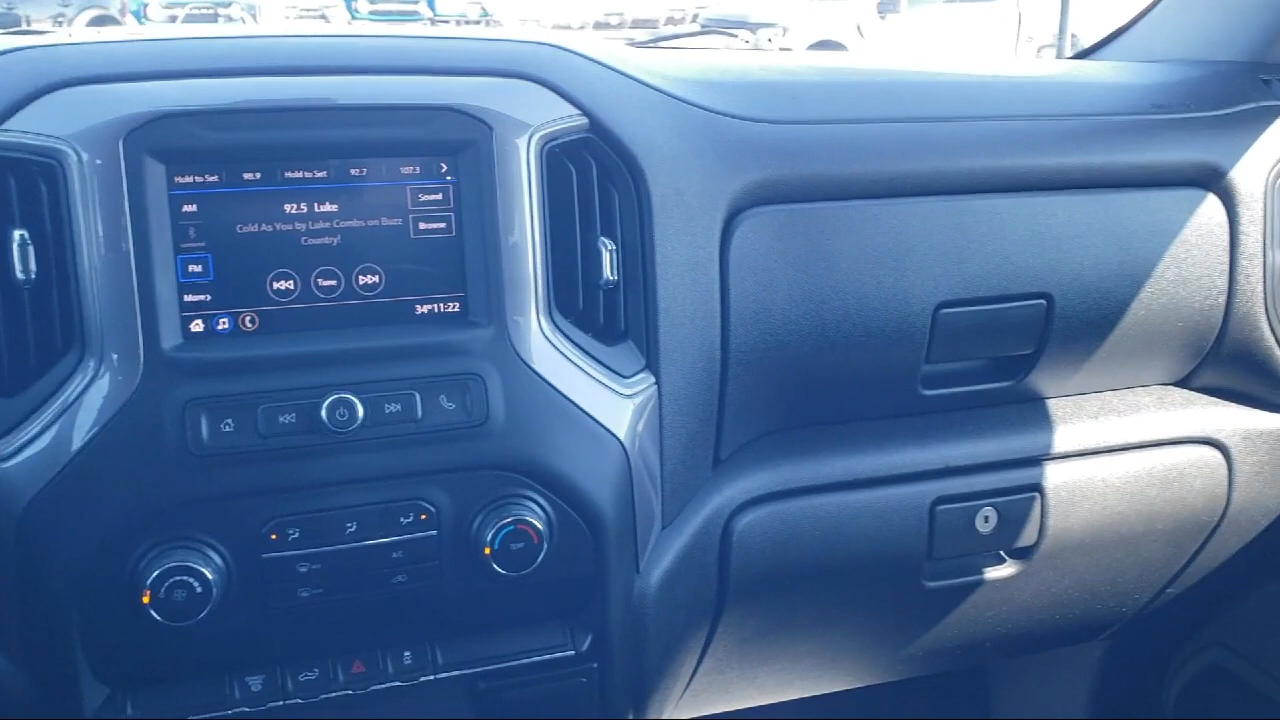 Hold to Set 98.9 Hold to Set 92.7 107.3
AM
92.5 Luke
Sound
Cold As You by Luke Combs on Buzz
Country!
Browse
FM
Tune
More
34° 11:22
A/C
TEMP